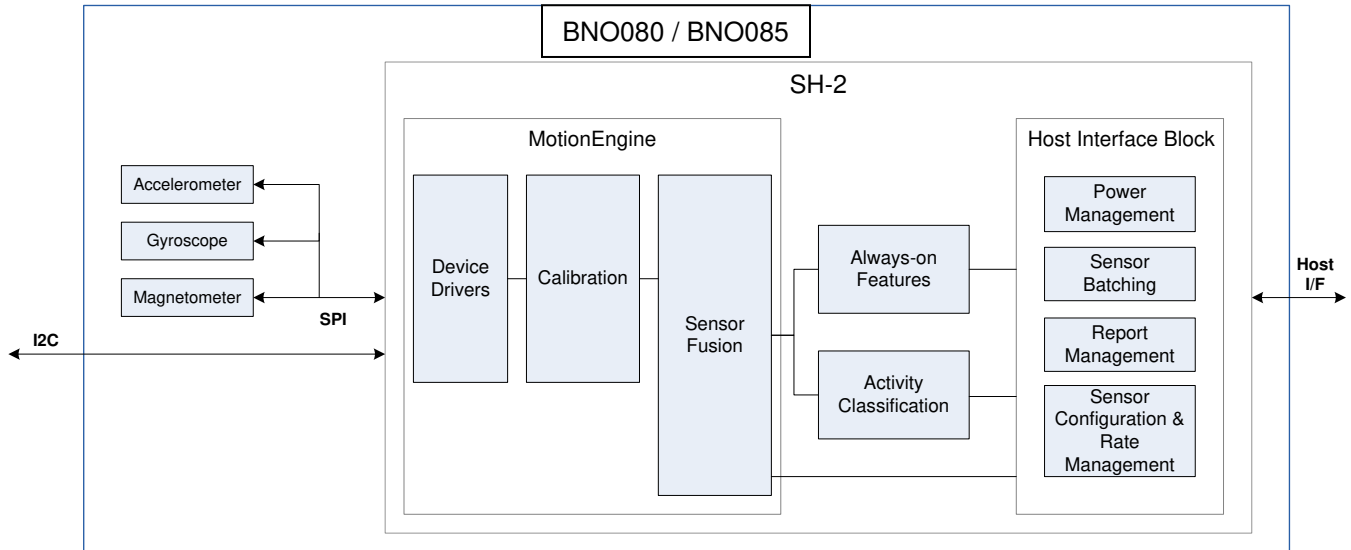 BNO080 / BNO085
SH-2
MotionEngine
Host Interface Block
Accelerometer
Gyroscope
Magnetometer
SPI
I2C
Device
Drivers
Calibration
Sensor
Fusion
Always-on
Features
Activity
Classification
Power
Management
Sensor
Batching
Report
Management
Sensor
Configuration &
Rate
Management
Host
I/F